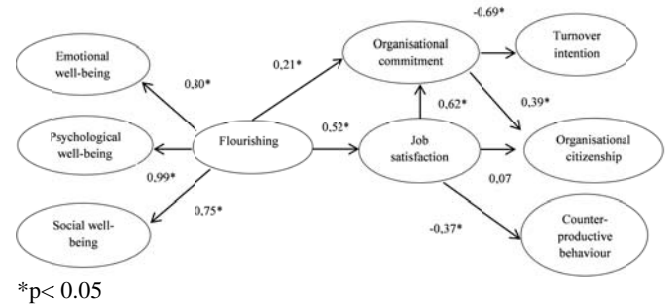 -0.69*
Emotional
well-being
0,80*
0,21*
Organisational
commitment
Turnover
intention
Psychological
well-being
0,99*
Flourishing
0,52*
0,62*
Job
satisfaction
0,39*
Organisational
citizenship
0,07
Social well-
being
0,75*
-0,37*
Counter-
productive
behaviour
*p< 0.05